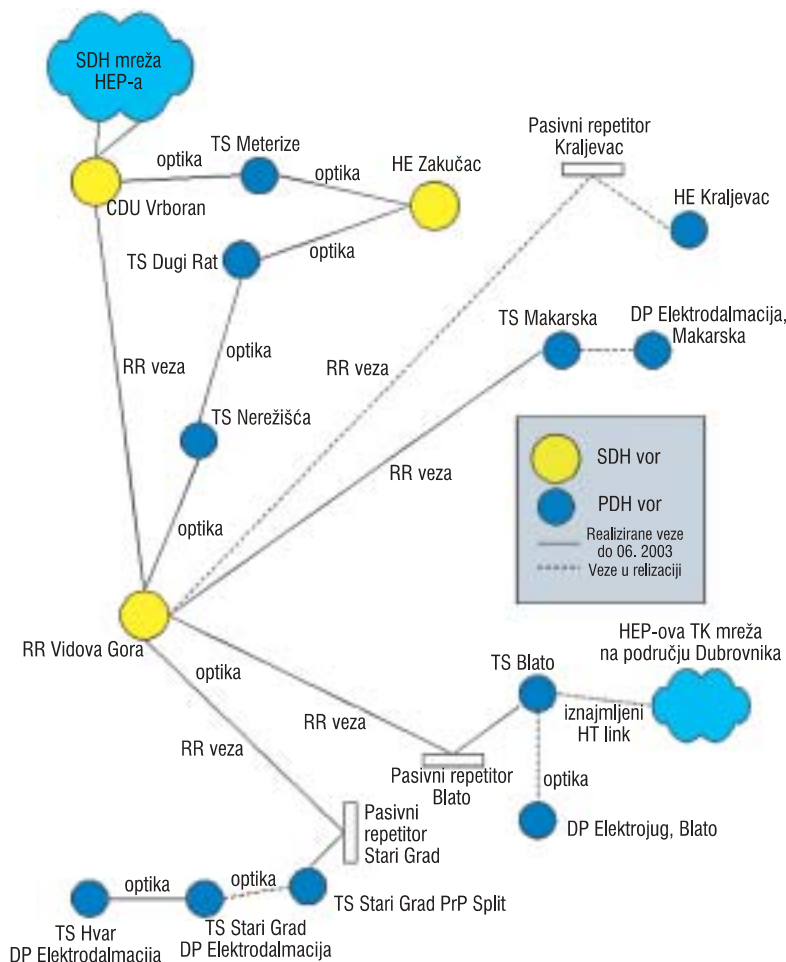 SDH mreža
HEP-a
TS Meterize
optika
optika
HE Zakučac
Pasivni repetitor
Kraljevac
HE Kraljevac
CDU Vrboran
TS Dugi Rat
optika
TS Makarska
DP Elektrodalmacija,
Makarska
optika
RR veza
RR veza
TS Nerežišća
RR veza
optika
SDH vor
PDH vor
Realizirane veze
do 06. 2003
Veze u relizaciji
RR Vidova Gora
optika
HEP-ova TK mreža
na području Dubrovnika
TS Blato
iznajmljeni
HT link
RR veza
RR veza
Pasivni repetitor
Blato
optika
DP Elektrojug, Blato
Pasivni
repetitor
Stari Grad
optika
optika
TS Stari Grad PrP Split
TS Hvar
DP Elektrodalmacija
TS Stari Grad
DP Elektrodalmacija